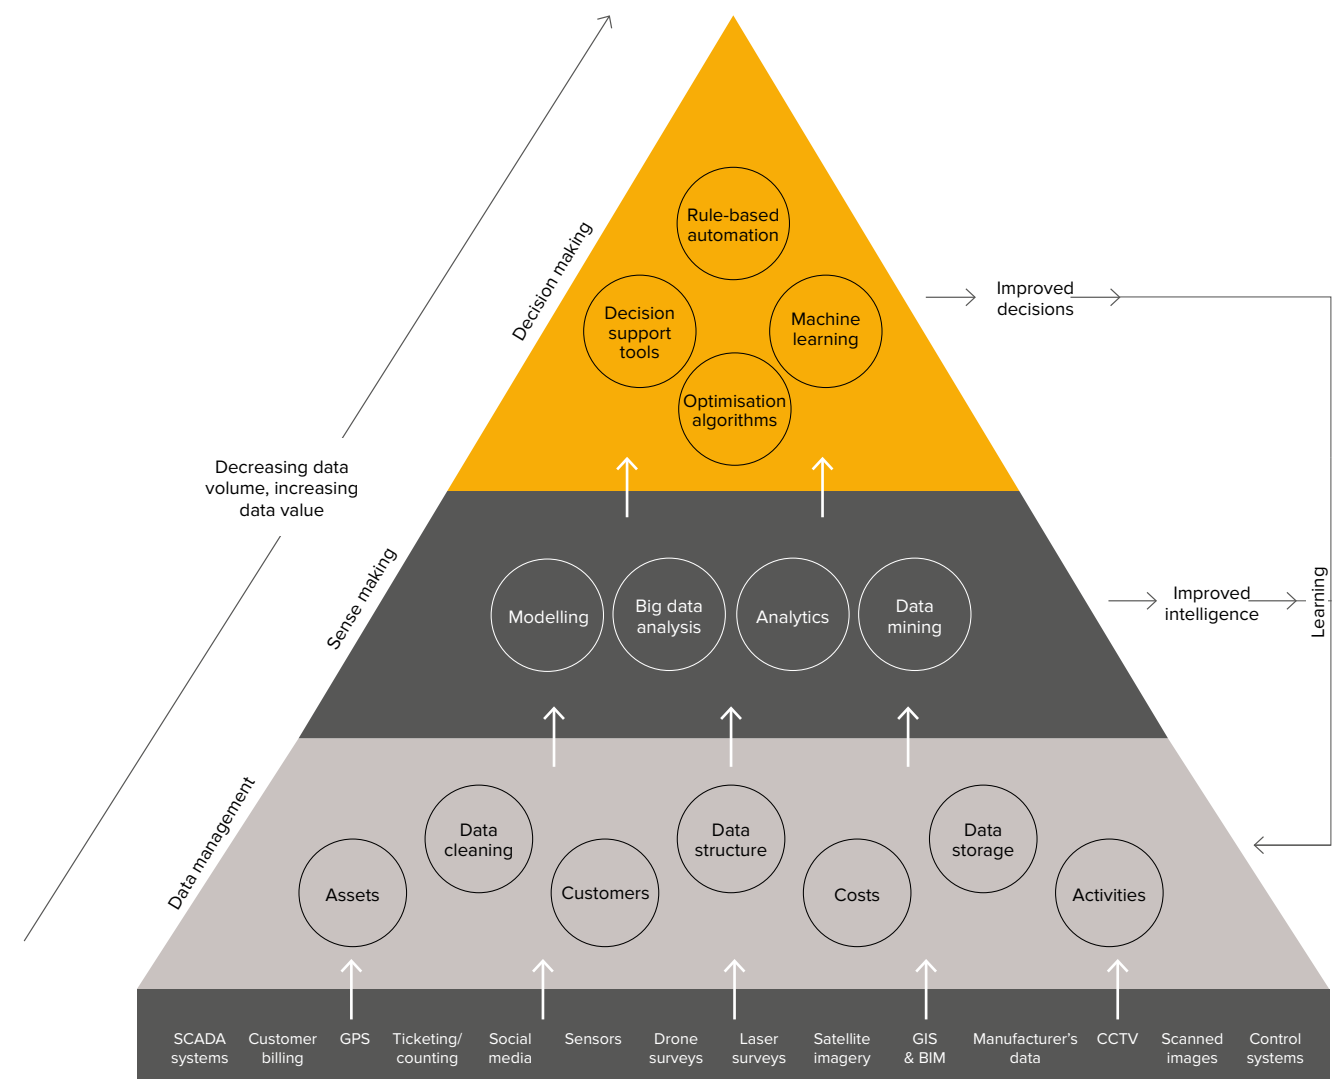 Rule-based
automation
Decision making
Improved
decisions
Decision
support
tools
Machine
learning
Optimisation
algorithms
Decreasing data
volume, increasing
data value
Sense making
Modelling
Big data
analysis
Analytics
Data
mining
Improved
intelligence
Learning
Data management
Data
cleaning
Data
structure
Data
storage
Assets
Customers
Costs
Activities
SCADA
systems
Customer
billing
GPS
Ticketing/
counting
Social
media
Sensors
Drone
surveys
Laser
surveys
Satellite
imagery
GIS
& BIM
Manufacturer's
data
CCTV
Scanned
images
Control
systems